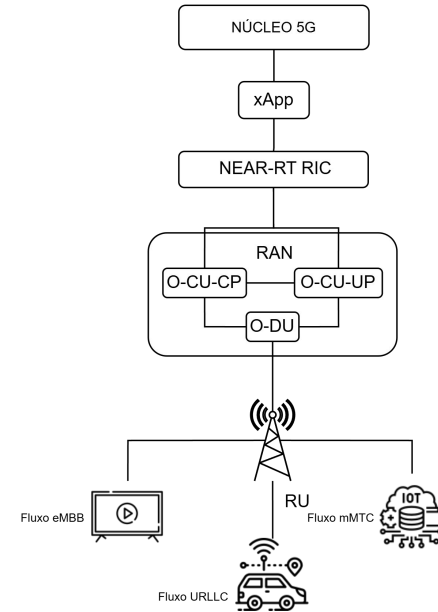 NÚCLEO 5G
xApp
NEAR-RT RIC
RAN
O-CU-CP
O-CU-UP
O-DU
RU
Fluxo eMBB
Fluxo mMTC
IOT
Fluxo URLLC